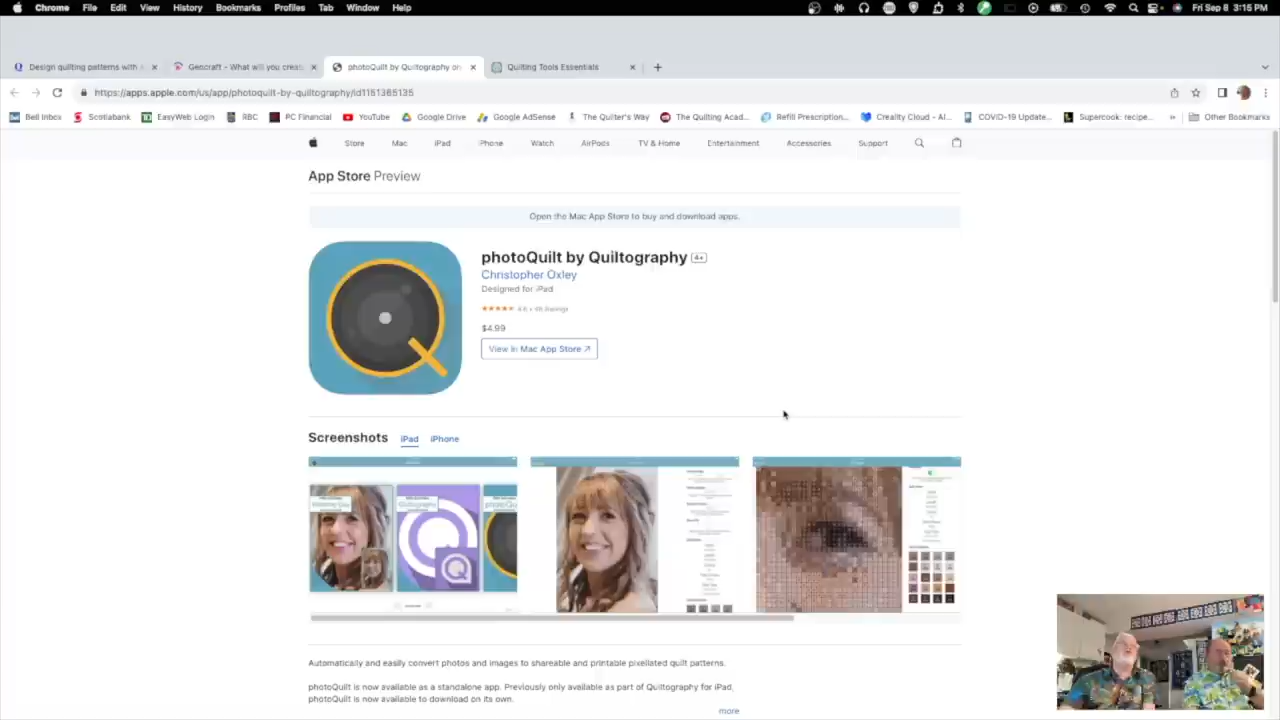 Chrome File Edit View History Bookmarks Profiles Tab Window Help Fri Sep 8 3:15 PM
Design quilting patterns with Gencraft - What will you creat photoQuilt by Quiltography on Quilting Tools Essentials
https://apps.apple.com/us/app/photoquilt-by-quiltography/id1151385135
Bell Inbox Scotiabank EasyWeb Login RBC PC Financial YouTube Google Drive Google AdSense The Quilter's Way The Quilting Acad... Refill Prescription... Creality Cloud - Al... COVID-19 Update... Supercook: recipe... » Other Bookmarks
Store Mac iPad iPhone Watch AirPods TV & Home Entertainment Accessories Support
App Store Preview
Open the Mac App Store to buy and download apps.
photoQuilt by Quiltography 4+
Christopher Oxley
Designed for iPad
$4.99
View in Mac App Store ↗
Screenshots iPad iPhone
Automatically and easily convert photos and images to shareable and printable pixellated quilt patterns.
photoQuilt is now available as a standalone app. Previously only available as part of Quiltography for iPad,
photoQuilt is now available to download on its own.
more